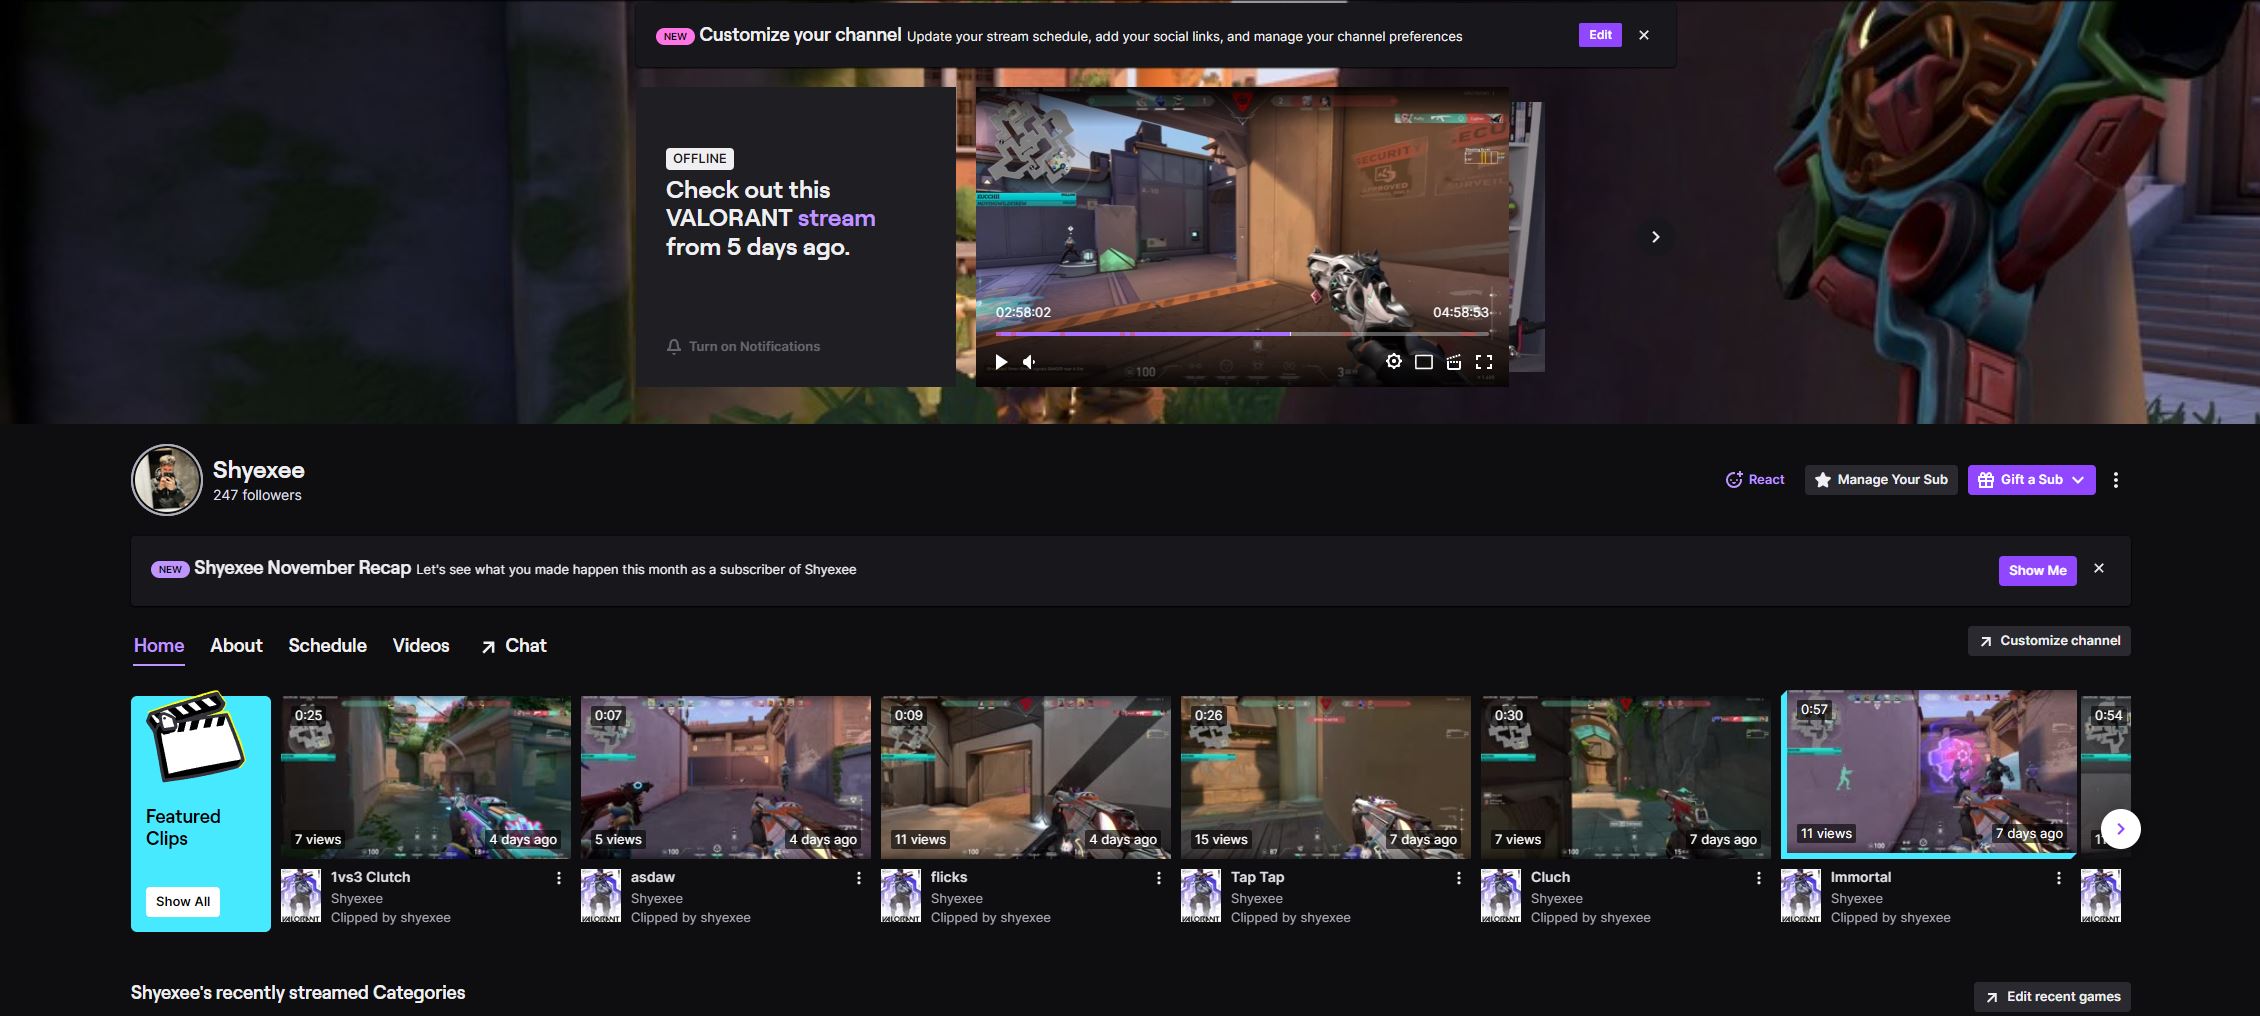 NEW Customize your channel Update your stream schedule, add your social links, and manage your channel preferences
Edit
OFFLINE
Check out this
VALORANT stream
from 5 days ago.
Turn on Notifications
SECURITY
APPROVED
02:58:02
04:58:53
100
Shyexee
247 followers
React
Manage Your Sub
Gift a Sub
NEW Shyexee November Recap Let's see what you made happen this month as a subscriber of Shyexee
Show Me
Home
About
Schedule
Videos
Chat
Customize channel
Featured
Clips
Show All
0:25
7 views
4 days ago
1vs3 Clutch
Shyexee
Clipped by shyexee
0:07
5 views
4 days ago
asdaw
Shyexee
Clipped by shyexee
0:09
11 views
4 days ago
flicks
Shyexee
Clipped by shyexee
0:26
15 views
7 days ago
Tap Tap
Shyexee
Clipped by shyexee
0:30
7 views
7 days ago
Cluch
Shyexee
Clipped by shyexee
0:57
11 views
7 days ago
Immortal
Shyexee
Clipped by shyexee
0:54
Shyexee's recently streamed Categories
Edit recent games